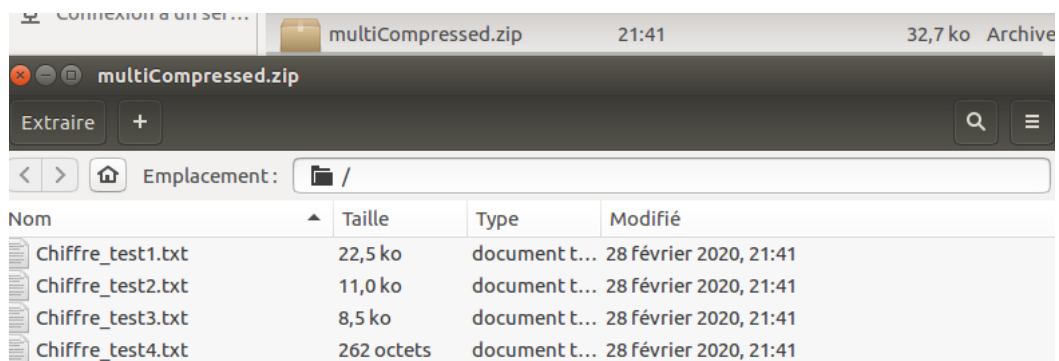 Connexion à un ser…
multiCompressed.zip 21:41 32,7 ko Archive
multiCompressed.zip
Extraire +
Emplacement : /
Nom Taille Type Modifié
Chiffre_test1.txt 22,5 ko document t… 28 février 2020, 21:41
Chiffre_test2.txt 11,0 ko document t… 28 février 2020, 21:41
Chiffre_test3.txt 8,5 ko document t… 28 février 2020, 21:41
Chiffre_test4.txt 262 octets document t… 28 février 2020, 21:41